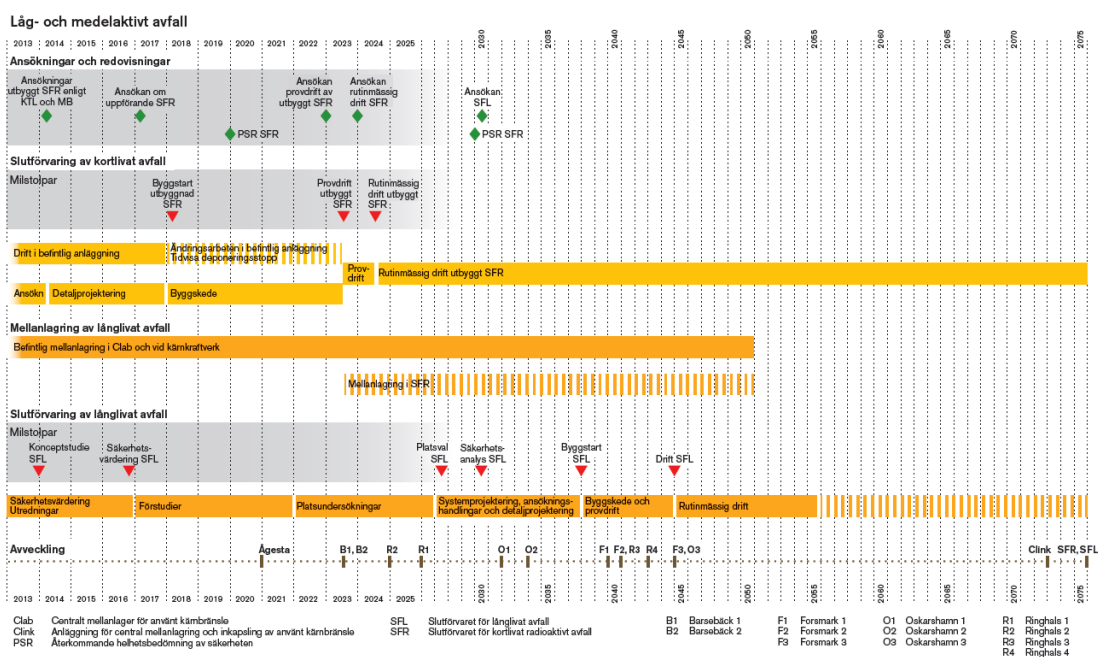 Låg- och medelaktivt avfall
2013 2014 2015 2016 2017 2018 2019 2020 2021 2022 2023 2024 2025 2030 2035 2040 2045 2050 2055 2060 2065 2070 2075
Ansökningar och redovisningar
Ansökningar
utbyggt SFR enligt
KTL och MB
Ansökan om
uppförande SFR
Ansökan
provdrift av
utbyggt SFR
Ansökan
rutinmässig
drift SFR
Ansökan
SFL
PSR SFR
PSR SFR
Slutförvaring av kortlivat avfall
Milstolpar
Byggstart
utbyggnad
SFR
Provdrift
utbyggt
SFR
Rutinmässig
drift utbyggt
SFR
Drift i befintlig anläggning
Ändringsarbeten i befintlig anläggning
Tidvisa deponeringsstopp
Prov-
drift
Rutinmässig drift utbyggt SFR
Ansökn
Detaljprojektering
Byggskede
Mellanlagring av långlivat avfall
Befintlig mellanlagring i Clab och vid kärnkraftverk
Mellanlagring i SFR
Slutförvaring av långlivat avfall
Milstolpar
Konceptstudie
SFL
Säkerhets-
värdering SFL
Platsval
SFL
Säkerhets-
analys SFL
Byggstart
SFL
Drift SFL
Säkerhetsvärdering
Utredningar
Förstudier
Platsundersökningar
Systemprojektering, ansöknings-
handlingar och detaljprojektering
Byggskede och
provdrift
Rutinmässig drift
Avveckling
Ågesta B1, B2 R2 R1 O1 O2 F1 F2, R3 R4 F3, O3 Clink SFR, SFL
2013 2014 2015 2016 2017 2018 2019 2020 2021 2022 2023 2024 2025 2030 2035 2040 2045 2050 2055 2060 2065 2070 2075
Clab Centralt mellanlager för använt kärnbränsle
Clink Anläggning för central mellanlagring och inkapsling av använt kärnbränsle
PSR Återkommande helhetsbedömning av säkerheten
SFL Slutförvaret för långlivat avfall
SFR Slutförvaret för kortlivat radioaktivt avfall
B1 Barsebäck 1
B2 Barsebäck 2
F1 Forsmark 1
F2 Forsmark 2
F3 Forsmark 3
O1 Oskarshamn 1
O2 Oskarshamn 2
O3 Oskarshamn 3
R1 Ringhals 1
R2 Ringhals 2
R3 Ringhals 3
R4 Ringhals 4